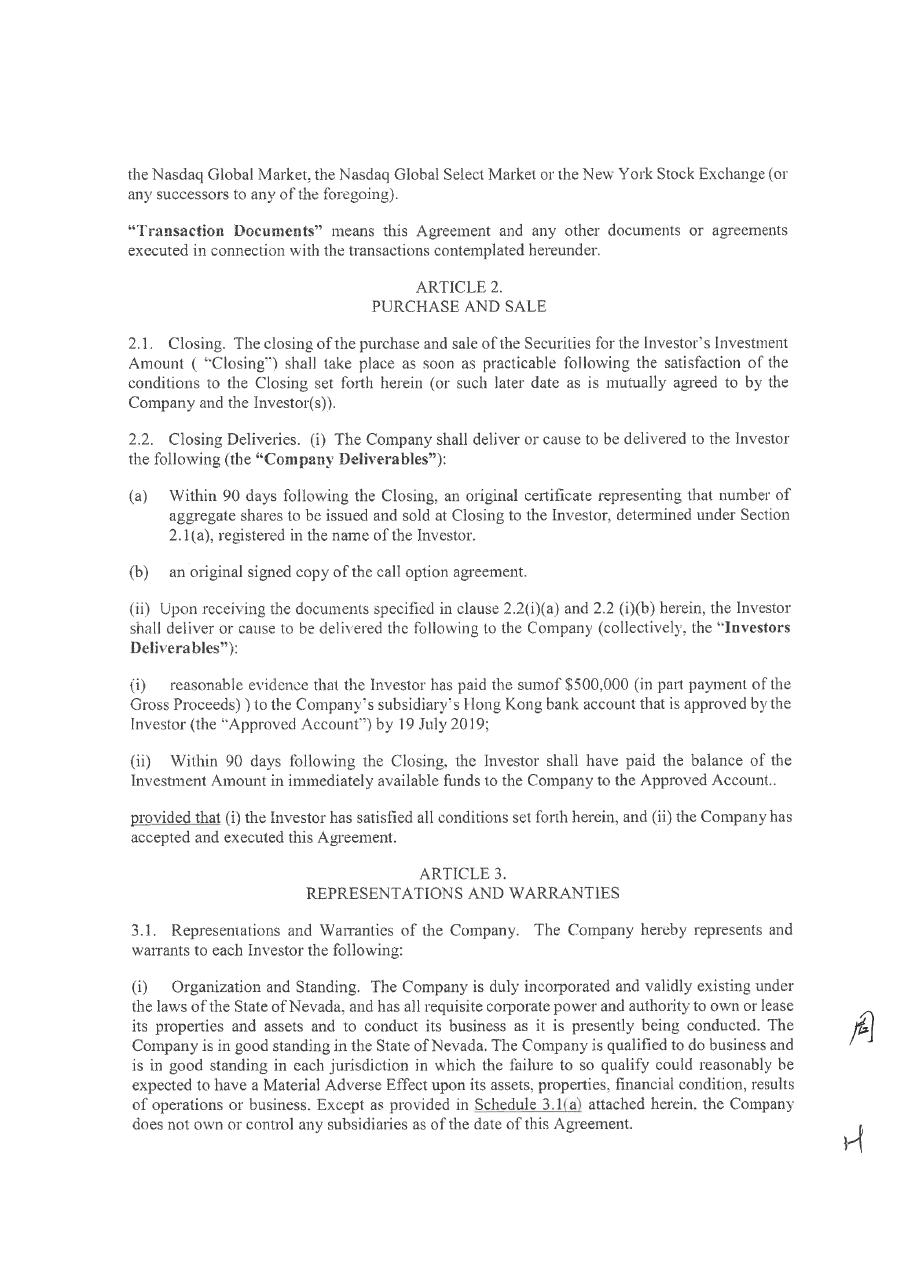 the Nasdaq Global Market, the Nasdaq Global Select Market or the New York Stock Exchange (or
any successors to any of the foregoing).
“Transaction Documents” means this Agreement and any other documents or agreements
executed in connection with the transactions contemplated hereunder.
ARTICLE 2.
PURCHASE AND SALE
2.1. Closing. The closing of the purchase and sale of the Securities for the Investor’s Investment
Amount ( “Closing”) shall take place as soon as practicable following the satisfaction of the
conditions to the Closing set forth herein (or such later date as is mutually agreed to by the
Company and the Investor(s)).
2.2. Closing Deliveries. (i) The Company shall deliver or cause to be delivered to the Investor
the following (the “Company Deliverables”):
(a) Within 90 days following the Closing, an original certificate representing that number of
aggregate shares to be issued and sold at Closing to the Investor, determined under Section
2.1(a), registered in the name of the Investor.
(b) an original signed copy of the call option agreement.
(ii) Upon receiving the documents specified in clause 2.2(i)(a) and 2.2 (i)(b) herein, the Investor
shall deliver or cause to be delivered the following to the Company (collectively, the “Investors
Deliverables”):
(i) reasonable evidence that the Investor has paid the sumof $500,000 (in part payment of the
Gross Proceeds) ) to the Company’s subsidiary’s Hong Kong bank account that is approved by the
Investor (the “Approved Account”) by 19 July 2019;
(ii) Within 90 days following the Closing, the Investor shall have paid the balance of the
Investment Amount in immediately available funds to the Company to the Approved Account..
provided that (i) the Investor has satisfied all conditions set forth herein, and (ii) the Company has
accepted and executed this Agreement.
ARTICLE 3.
REPRESENTATIONS AND WARRANTIES
3.1. Representations and Warranties of the Company. The Company hereby represents and
warrants to each Investor the following:
(i) Organization and Standing. The Company is duly incorporated and validly existing under
the laws of the State of Nevada, and has all requisite corporate power and authority to own or lease
its properties and assets and to conduct its business as it is presently being conducted. The
Company is in good standing in the State of Nevada. The Company is qualified to do business and
is in good standing in each jurisdiction in which the failure to so qualify could reasonably be
expected to have a Material Adverse Effect upon its assets, properties, financial condition, results
of operations or business. Except as provided in Schedule 3.1(a) attached herein, the Company
does not own or control any subsidiaries as of the date of this Agreement.